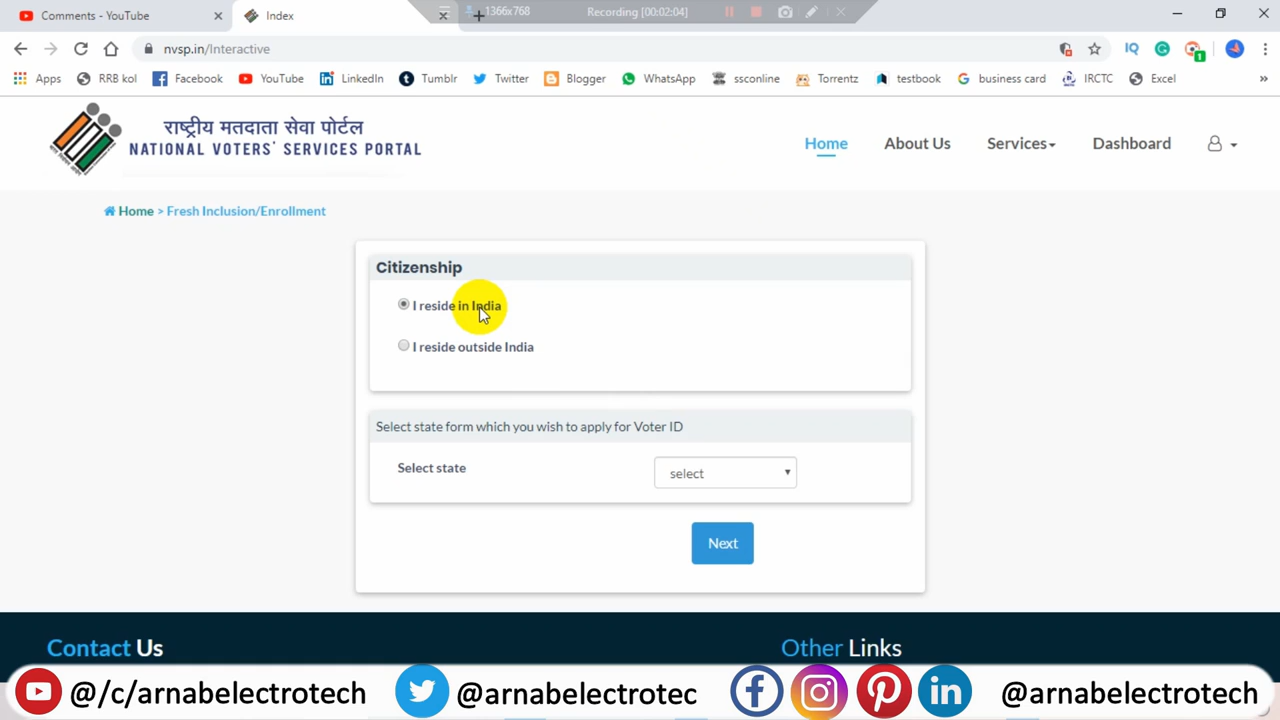 Comments - YouTube
Index
1366x768
Recording [00:02:04]
nvsp.in/Interactive
IQ
1
Apps
RRB kol
Facebook
YouTube
LinkedIn
Tumblr
Twitter
Blogger
WhatsApp
ssconline
Torrentz
testbook
business card
IRCTC
Excel
»
राष्ट्रीय मतदाता सेवा पोर्टल
NATIONAL VOTERS' SERVICES PORTAL
Home
About Us
Services
Dashboard
Home > Fresh Inclusion/Enrollment
Citizenship
I reside in India
I reside outside India
Select state form which you wish to apply for Voter ID
Select state
select
Next
Contact Us
Other Links
@/c/arnabelectrotech
@arnabelectrotec
@arnabelectrotech